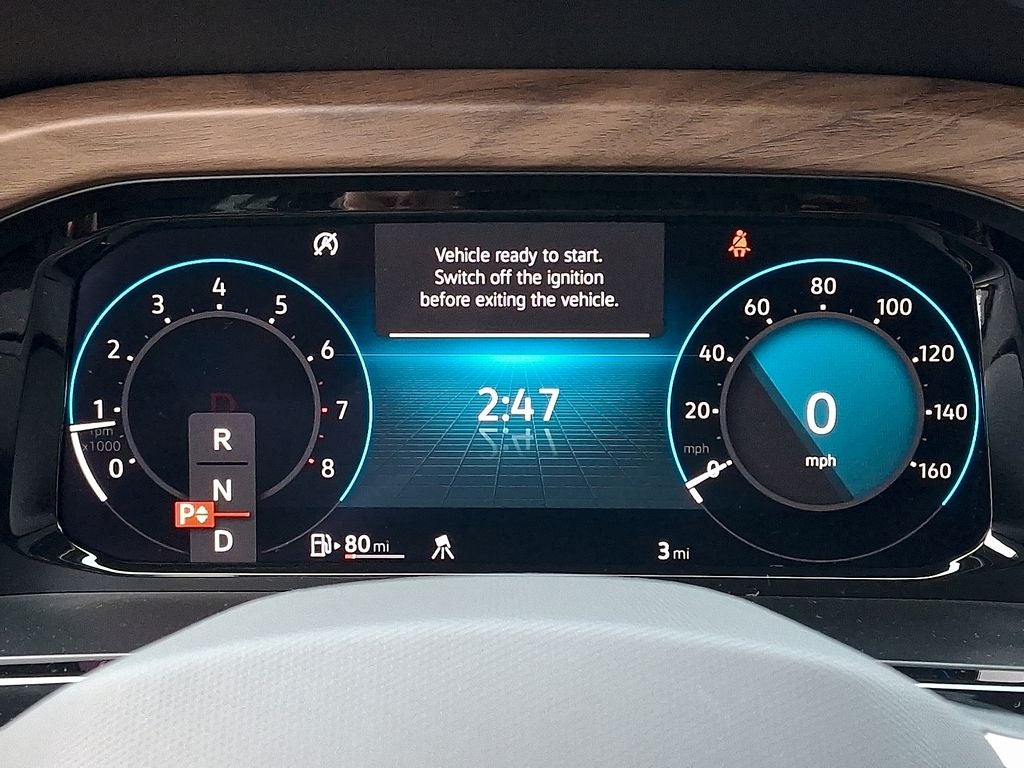 Vehicle ready to start.
Switch off the ignition
before exiting the vehicle.
4
3
5
2
6
1
7
rpm
x1000
0
8
P
R
N
P
D
2:47
2:47
80
60
100
40
120
20
140
mph
0
160
0
mph
80 mi
3 mi